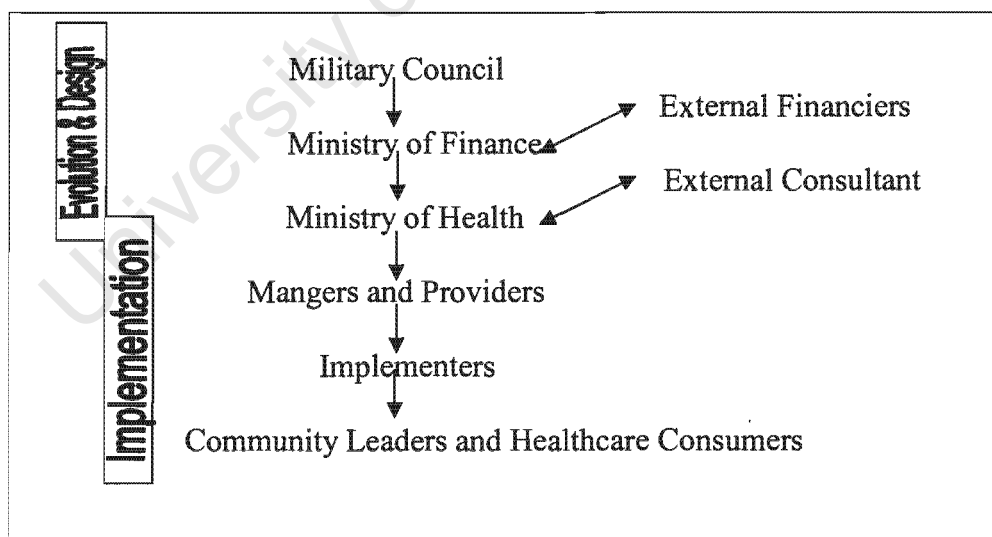 Evolution & Design
Military Council
External Financiers
Ministry of Finance
External Consultant
Ministry of Health
Implementation
Mangers and Providers
Implementers
Community Leaders and Healthcare Consumers
University